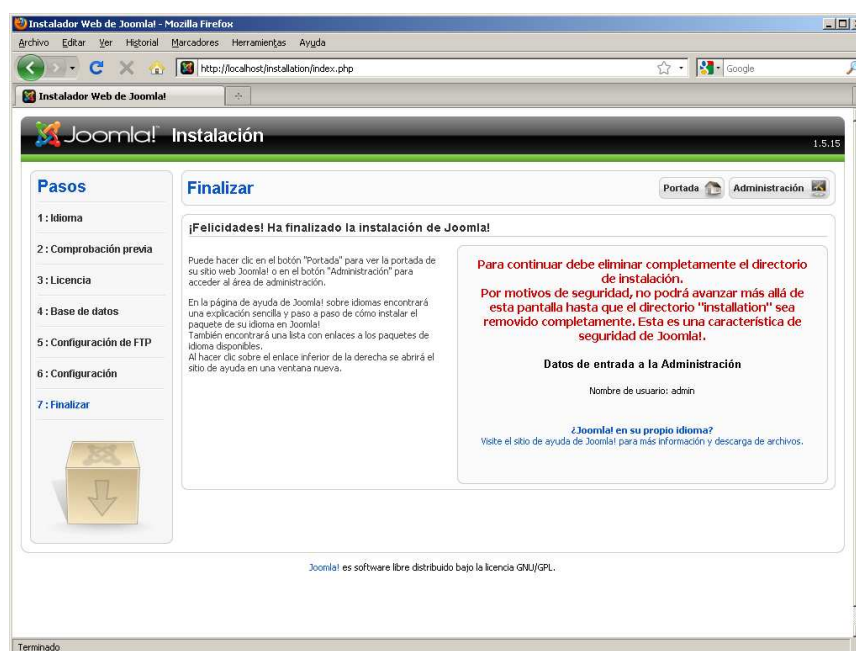 Instalador Web de Joomla! - Mozilla Firefox
Archivo Editar Ver Historial Marcadores Herramientas Ayuda
http://localhost/installation/index.php
Google
Instalador Web de Joomla!
Joomla! Instalación
1.5.15
Pasos
1 : Idioma
2 : Comprobación previa
3 : Licencia
4 : Base de datos
5 : Configuración de FTP
6 : Configuración
7 : Finalizar
Finalizar
Portada
Administración
¡Felicidades! Ha finalizado la instalación de Joomla!
Puede hacer clic en el botón "Portada" para ver la portada de
su sitio web Joomla! o en el botón "Administración" para
acceder al área de administración.
En la página de ayuda de Joomla! sobre idiomas encontrará
una explicación sencilla y paso a paso de cómo instalar el
paquete de su idioma en Joomla!
También encontrará una lista con enlaces a los paquetes de
idioma disponibles.
Al hacer clic sobre el enlace inferior de la derecha se abrirá el
sitio de ayuda en una ventana nueva.
Para continuar debe eliminar completamente el directorio
de instalación.
Por motivos de seguridad, no podrá avanzar más allá de
esta pantalla hasta que el directorio "installation" sea
removido completamente. Esta es una característica de
seguridad de Joomla!.
Datos de entrada a la Administración
Nombre de usuario: admin
¿Joomla! en su propio idioma?
Visite el sitio de ayuda de Joomla! para más información y descarga de archivos.
Joomla! es software libre distribuido bajo la licencia GNU/GPL.
Terminado